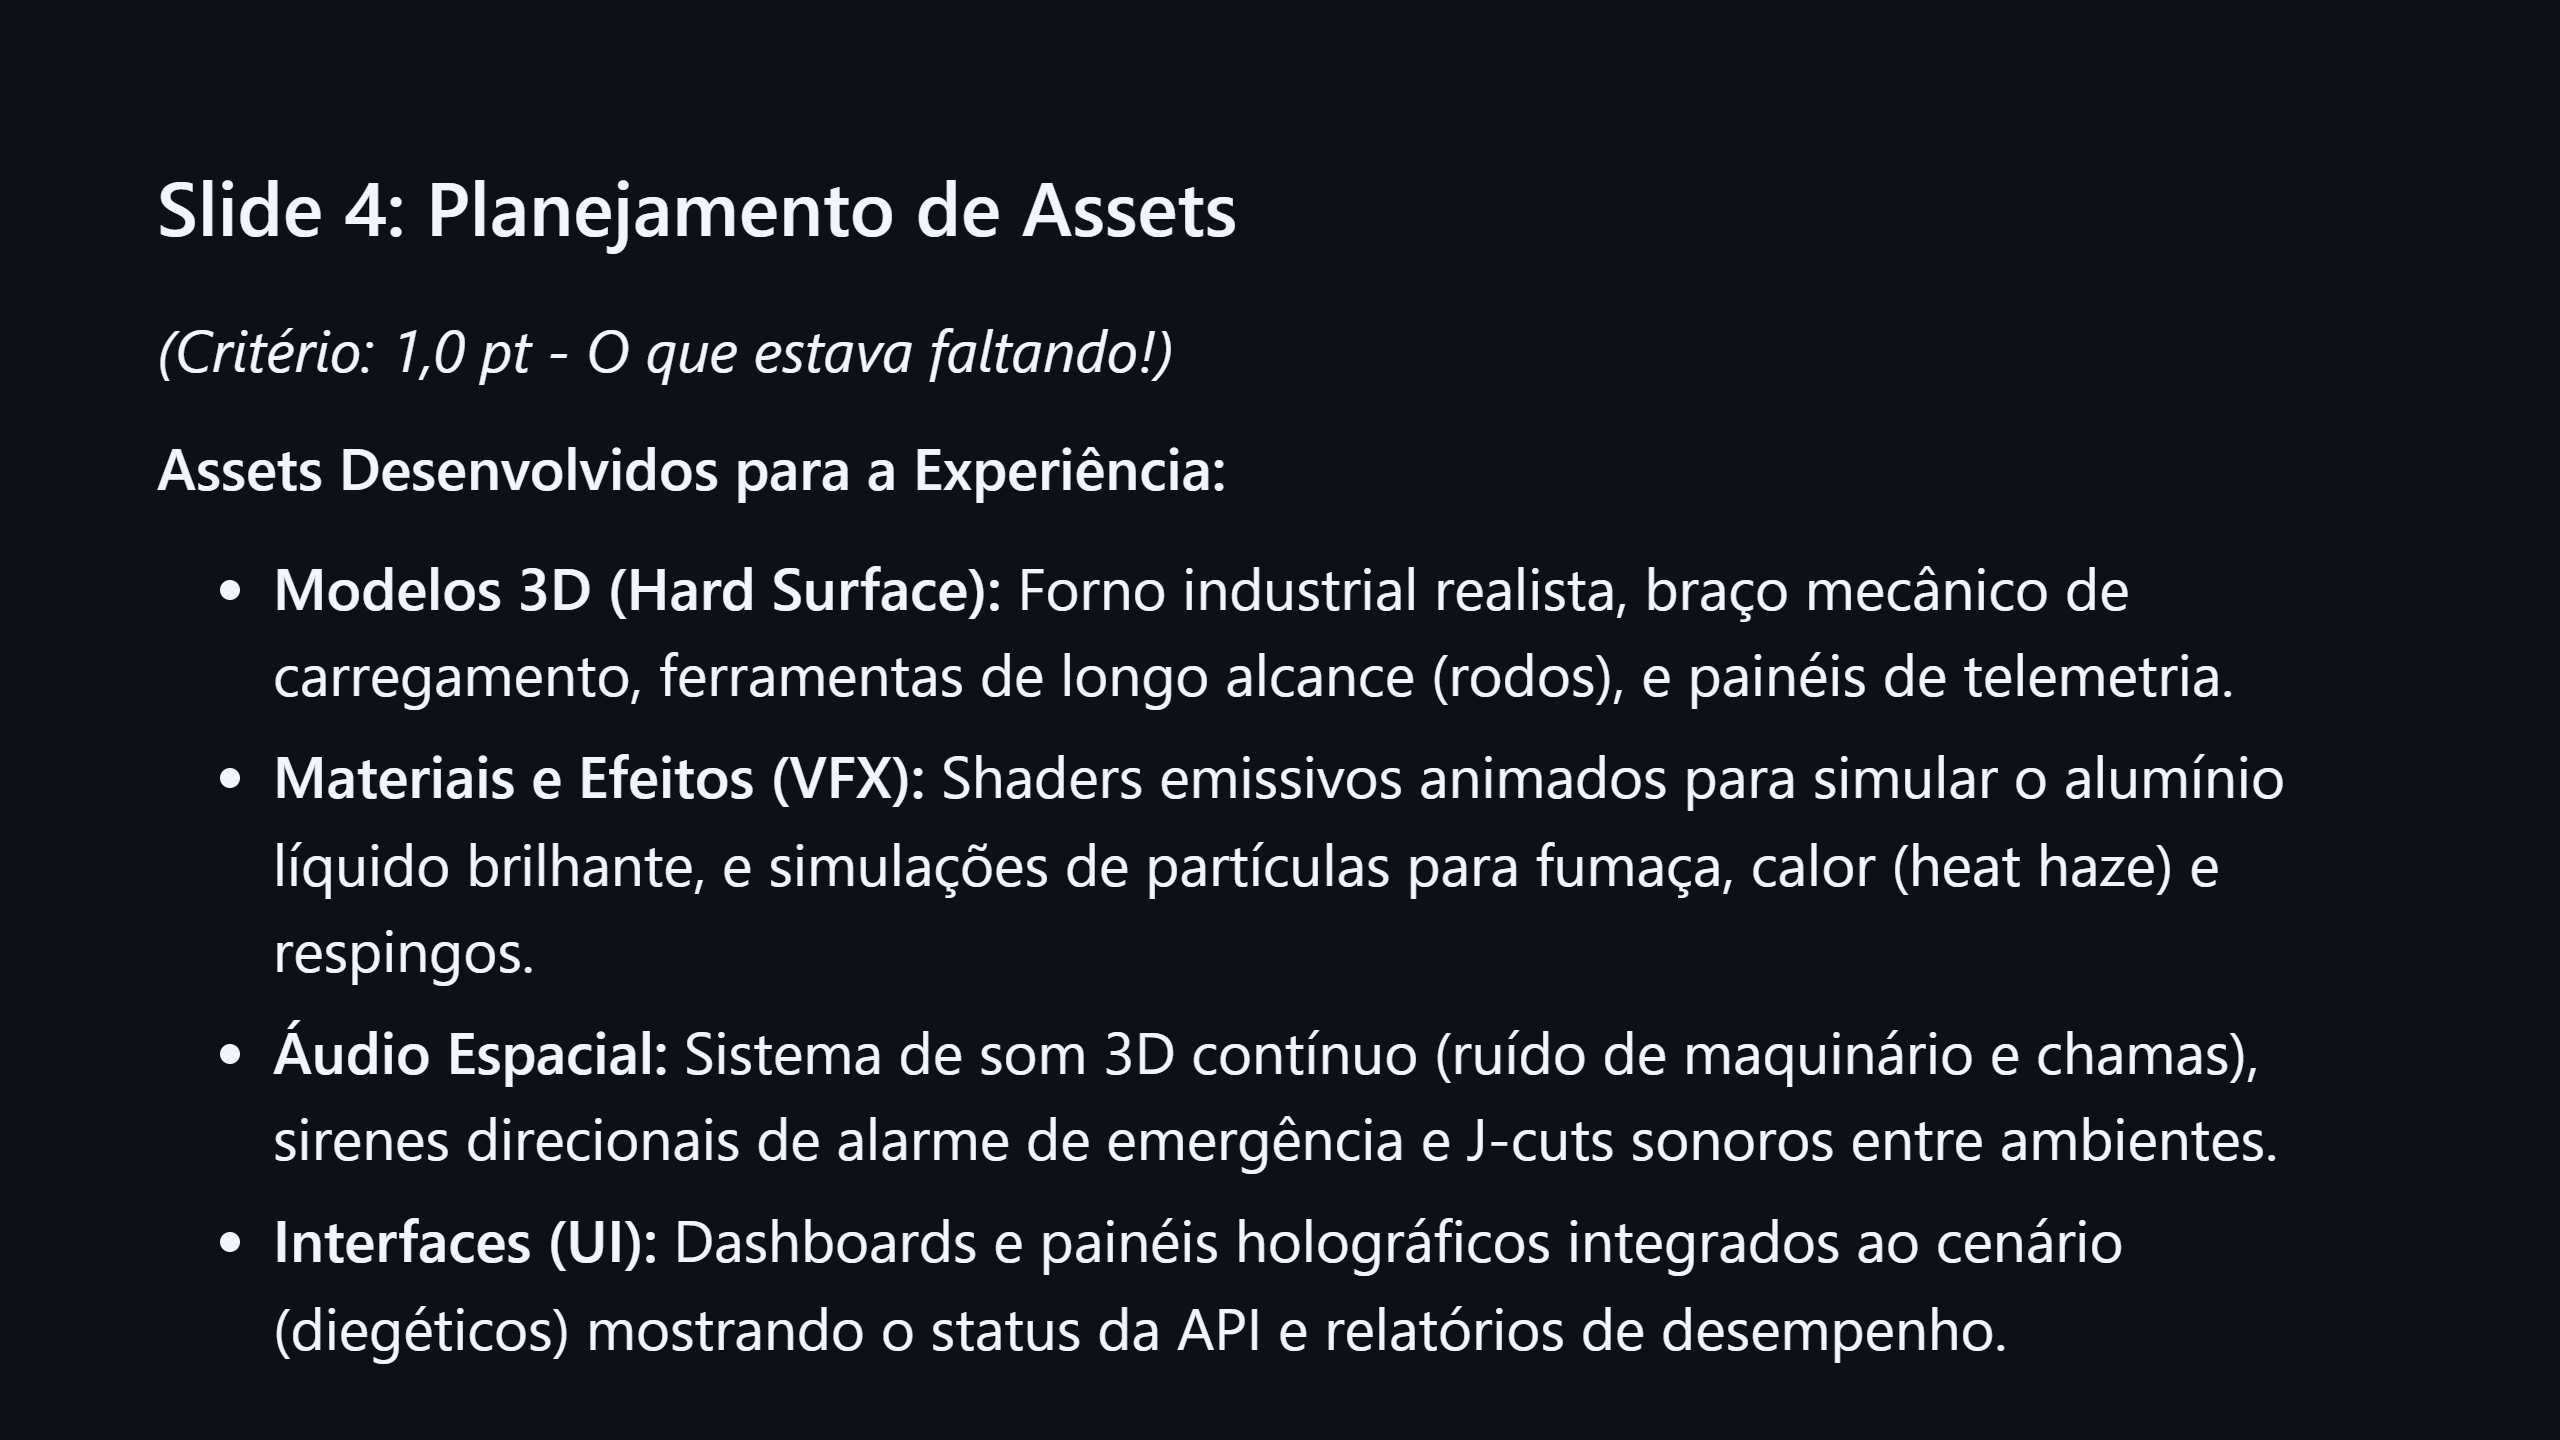 Slide 4: Planejamento de Assets
(Critério: 1,0 pt - O que estava faltando!)
Assets Desenvolvidos para a Experiência:
• Modelos 3D (Hard Surface): Forno industrial realista, braço mecânico de
carregamento, ferramentas de longo alcance (rodos), e painéis de telemetria.
• Materiais e Efeitos (VFX): Shaders emissivos animados para simular o alumínio
líquido brilhante, e simulações de partículas para fumaça, calor (heat haze) e
respingos.
• Áudio Espacial: Sistema de som 3D contínuo (ruído de maquinário e chamas),
sirenes direcionais de alarme de emergência e J-cuts sonoros entre ambientes.
• Interfaces (UI): Dashboards e painéis holográficos integrados ao cenário
(diegéticos) mostrando o status da API e relatórios de desempenho.